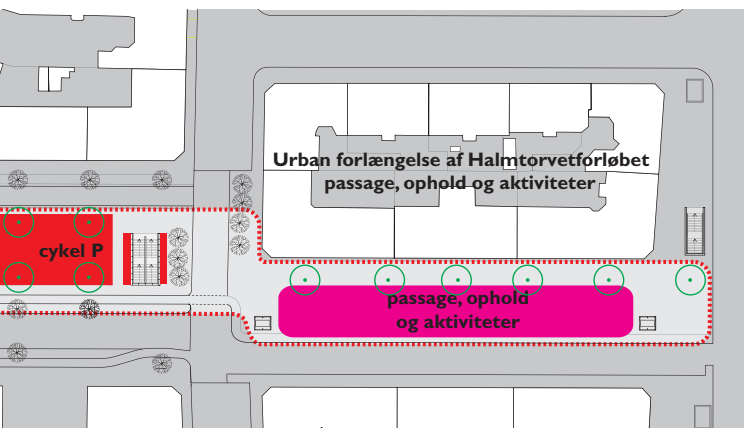 Urban forlængelse af Halmtorvetforløbet
passage, ophold og aktiviteter
cykel P
passage, ophold
og aktiviteter